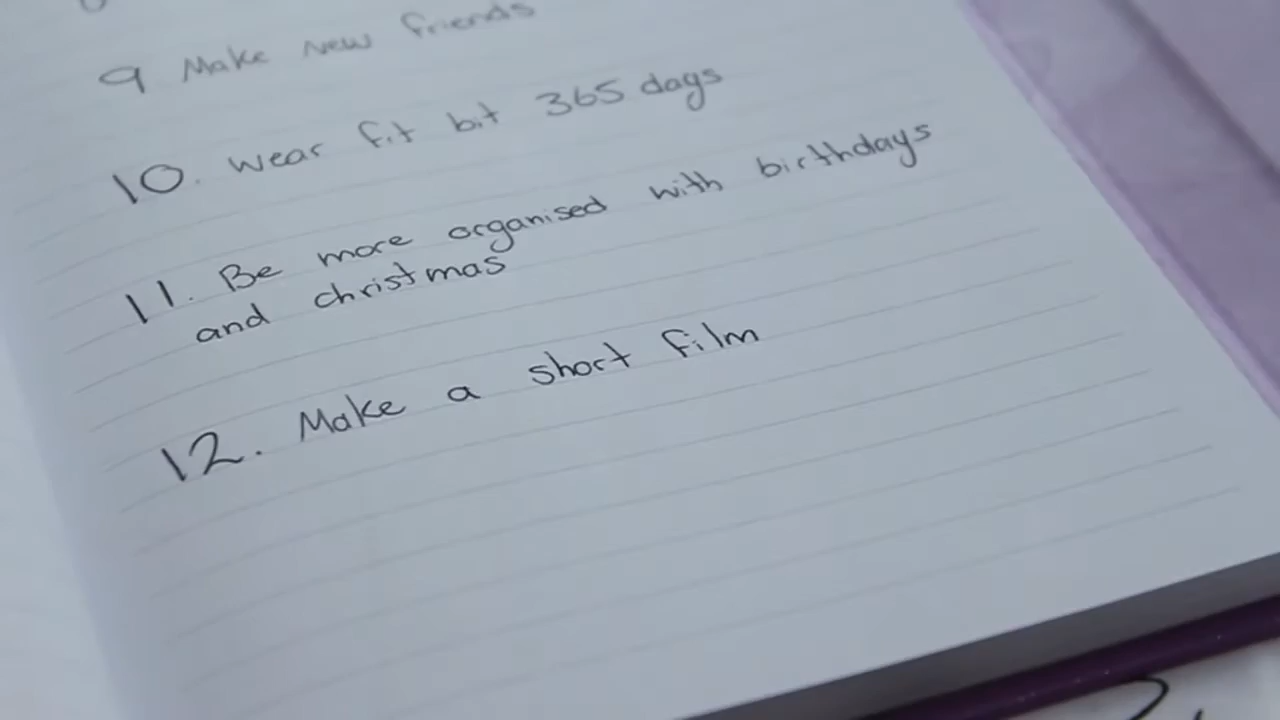 9 Make new friends
10. Wear fit bit 365 days
11. Be more organised with birthdays
and christmas
12. Make a short film